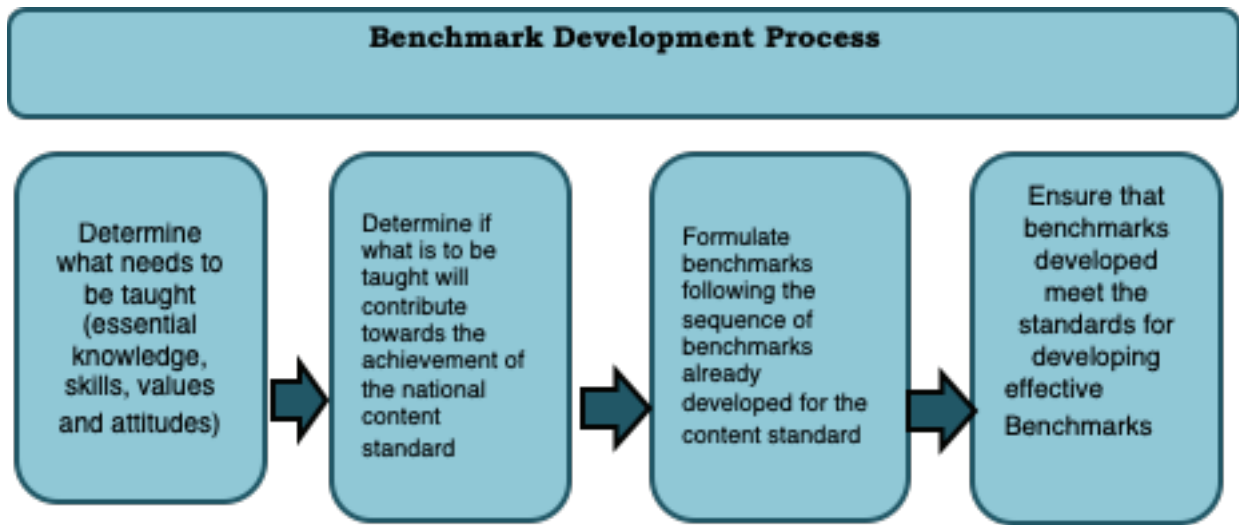 Benchmark Development Process
Determine
what needs to
be taught
(essential
knowledge,
skills, values
and attitudes)
Determine if
what is to be
taught will
contribute
towards the
achievement of
the national
content
standard
Formulate
benchmarks
following the
sequence of
benchmarks
already
developed for the
content standard
Ensure that
benchmarks
developed
meet the
standards for
developing
effective
Benchmarks